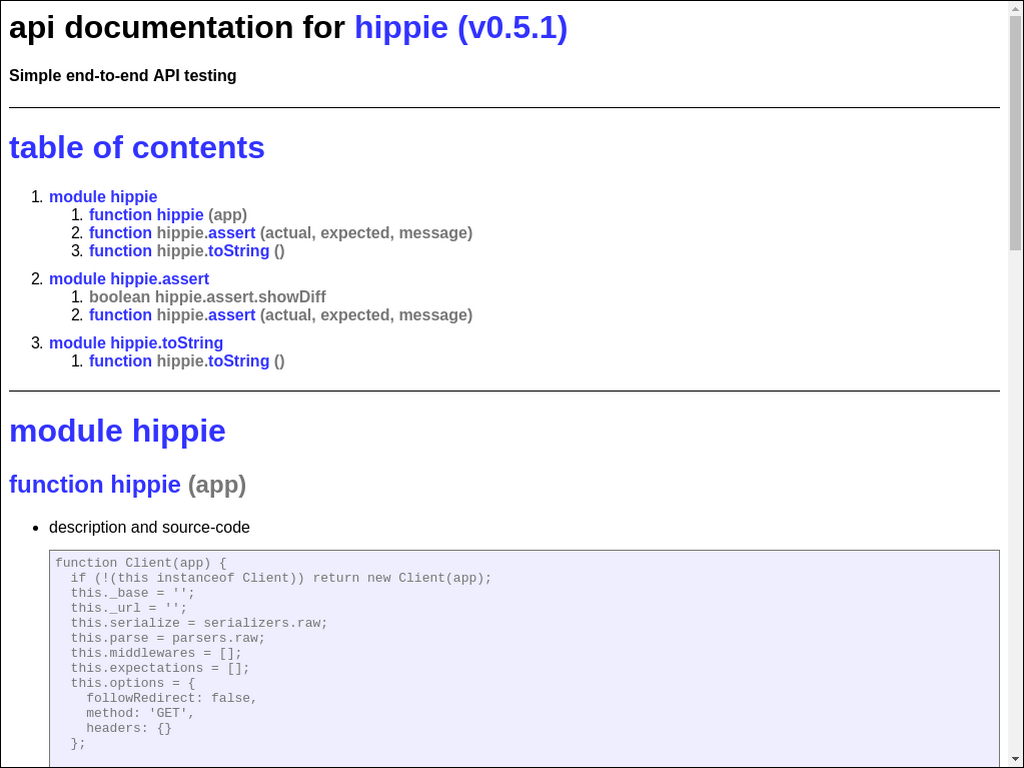 api documentation for hippie (v0.5.1)
Simple end-to-end API testing
table of contents
1. module hippie
1. function hippie (app)
2. function hippie.assert (actual, expected, message)
3. function hippie.toString ()
2. module hippie.assert
1. boolean hippie.assert.showDiff
2. function hippie.assert (actual, expected, message)
3. module hippie.toString
1. function hippie.toString ()
module hippie
function hippie (app)
• description and source-code
function Client(app) {
  if (!(this instanceof Client)) return new Client(app);
  this._base = '';
  this._url = '';
  this.serialize = serializers.raw;
  this.parse = parsers.raw;
  this.middlewares = [];
  this.expectations = [];
  this.options = {
    followRedirect: false,
    method: 'GET',
    headers: {}
  };